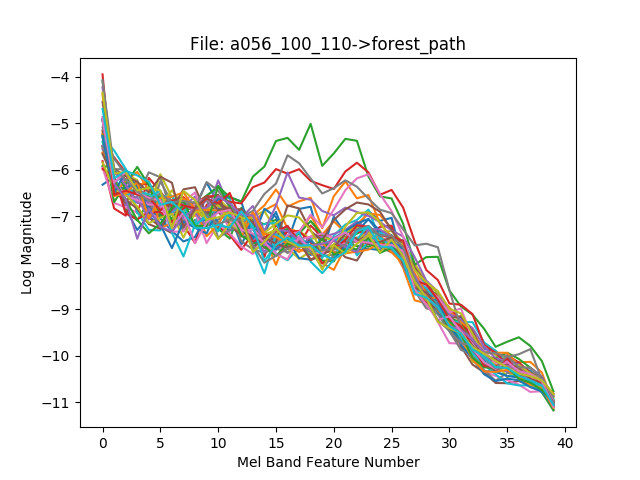 File: a056_100_110->forest_path
Log Magnitude
−4
−5
−6
−7
−8
−9
−10
−11
0 5 10 15 20 25 30 35 40
Mel Band Feature Number